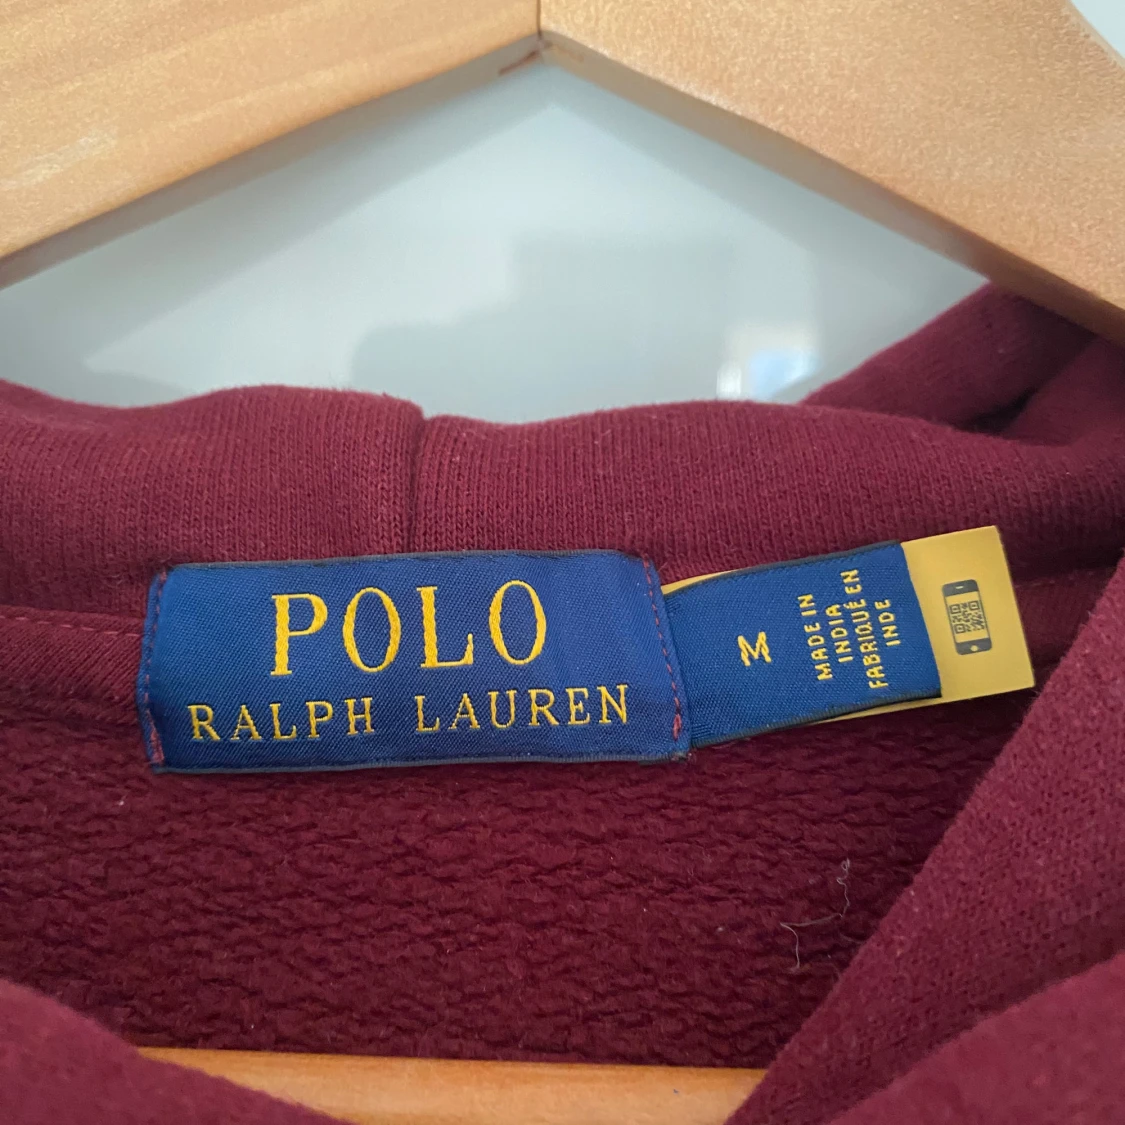 POLO
RALPH LAUREN
M
MADE IN
INDIA
FABRIQUÉ EN
INDE